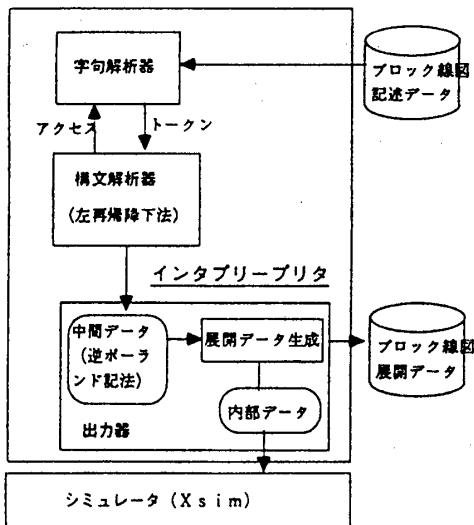 字句解析器
ブロック線図
記述データ
アクセス
トークン
構文解析器
(左再帰降下法)
インタプリープリタ
中間データ
(逆ポーラ
ンド記法)
展開データ生成
ブロック線図
展開データ
内部データ
出力器
シミュレータ(Xsim)